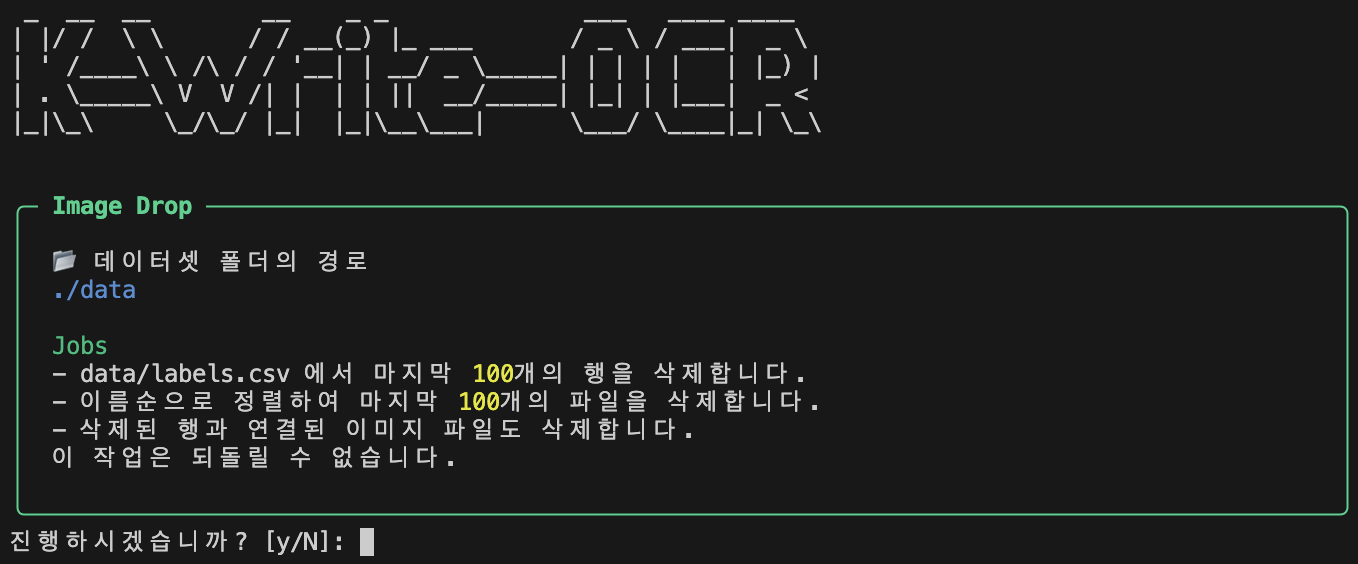 K-Write-OCR
Image Drop
📂 데이터셋 폴더의 경로
./data
Jobs
- data/labels.csv 에서 마지막 100개의 행을 삭제합니다.
- 이름순으로 정렬하여 마지막 100개의 파일을 삭제합니다.
- 삭제된 행과 연결된 이미지 파일도 삭제합니다.
이 작업은 되돌릴 수 없습니다.
진행하시겠습니까? [y/N]: